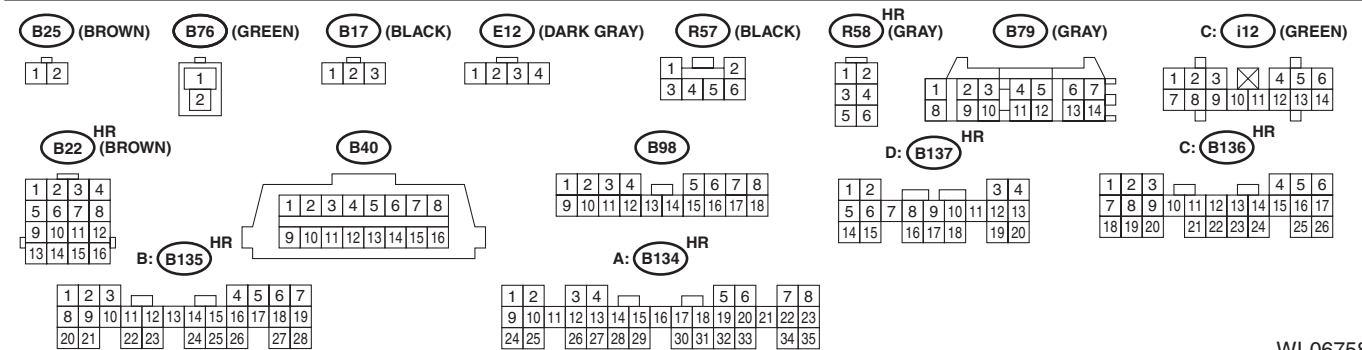 B25 (BROWN)
1 2
B76 (GREEN)
1
2
B17 (BLACK)
1 2 3
E12 (DARK GRAY)
1 2 3 4
R57 (BLACK)
1 2
3 4 5 6
R58 HR (GRAY)
1 2
3 4
5 6
B79 (GRAY)
1 2 3 4 5 6 7
8 9 10 11 12 13 14
C: i12 (GREEN)
1 2 3 4 5 6
7 8 9 10 11 12 13 14
B22 HR (BROWN)
1 2 3 4
5 6 7 8
9 10 11 12
13 14 15 16
B40
1 2 3 4 5 6 7 8
9 10 11 12 13 14 15 16
B98
1 2 3 4 5 6 7 8
9 10 11 12 13 14 15 16 17 18
D: B137 HR
1 2 3 4
5 6 7 8 9 10 11 12 13
14 15 16 17 18 19 20
C: B136 HR
1 2 3 4 5 6
7 8 9 10 11 12 13 14 15 16 17
18 19 20 21 22 23 24 25 26
B: B135 HR
1 2 3 4 5 6 7
8 9 10 11 12 13 14 15 16 17 18 19
20 21 22 23 24 25 26 27 28
A: B134 HR
1 2 3 4 5 6 7 8
9 10 11 12 13 14 15 16 17 18 19 20 21 22 23
24 25 26 27 28 29 30 31 32 33 34 35